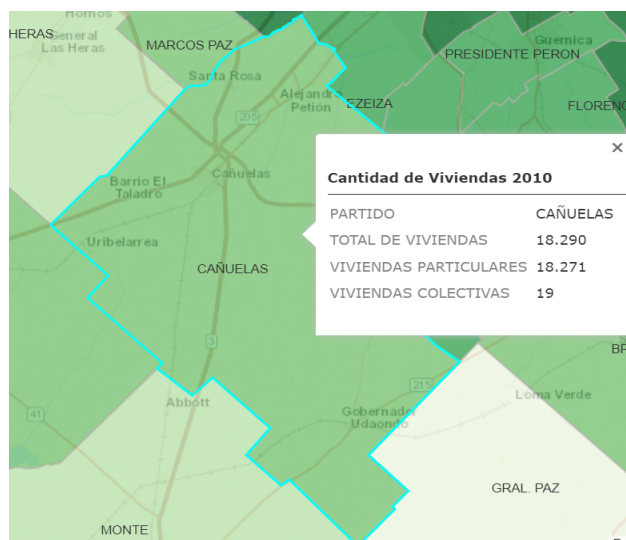 Hornos
HERAS
General
Las Heras
MARCOS PAZ
Guernica
PRESIDENTE PERON
Santa Rosa
Alejandro
Petión
EZEIZA
FLORENC
205
Cañuelas
Barrio El
Taladro
Uribelarrea
CAÑUELAS
×
Cantidad de Viviendas 2010
PARTIDO CAÑUELAS
TOTAL DE VIVIENDAS 18.290
VIVIENDAS PARTICULARES 18.271
VIVIENDAS COLECTIVAS 19
3
BR
215
Loma Verde
Abbott
41
Gobernador
Udaondo
GRAL. PAZ
MONTE